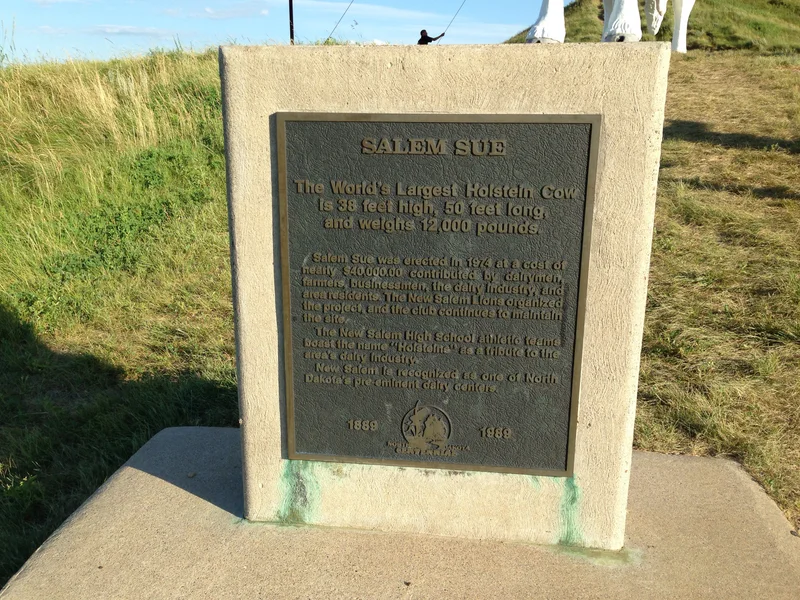 SALEM SUE
The World's Largest Holstein Cow
is 38 feet high, 50 feet long,
and weighs 12,000 pounds.
Salem Sue was erected in 1974 at a cost of
nearly $40,000.00 contributed by dairymen,
farmers, businessmen, the dairy industry, and
area residents. The New Salem Lions organized
the project, and the club continues to maintain
the site.
The New Salem High School athletic teams
boast the name "Holsteins" as a tribute to the
area's dairy industry.
New Salem is recognized as one of North
Dakota's pre-eminent dairy centers.
1889
1989
CENTENNIAL